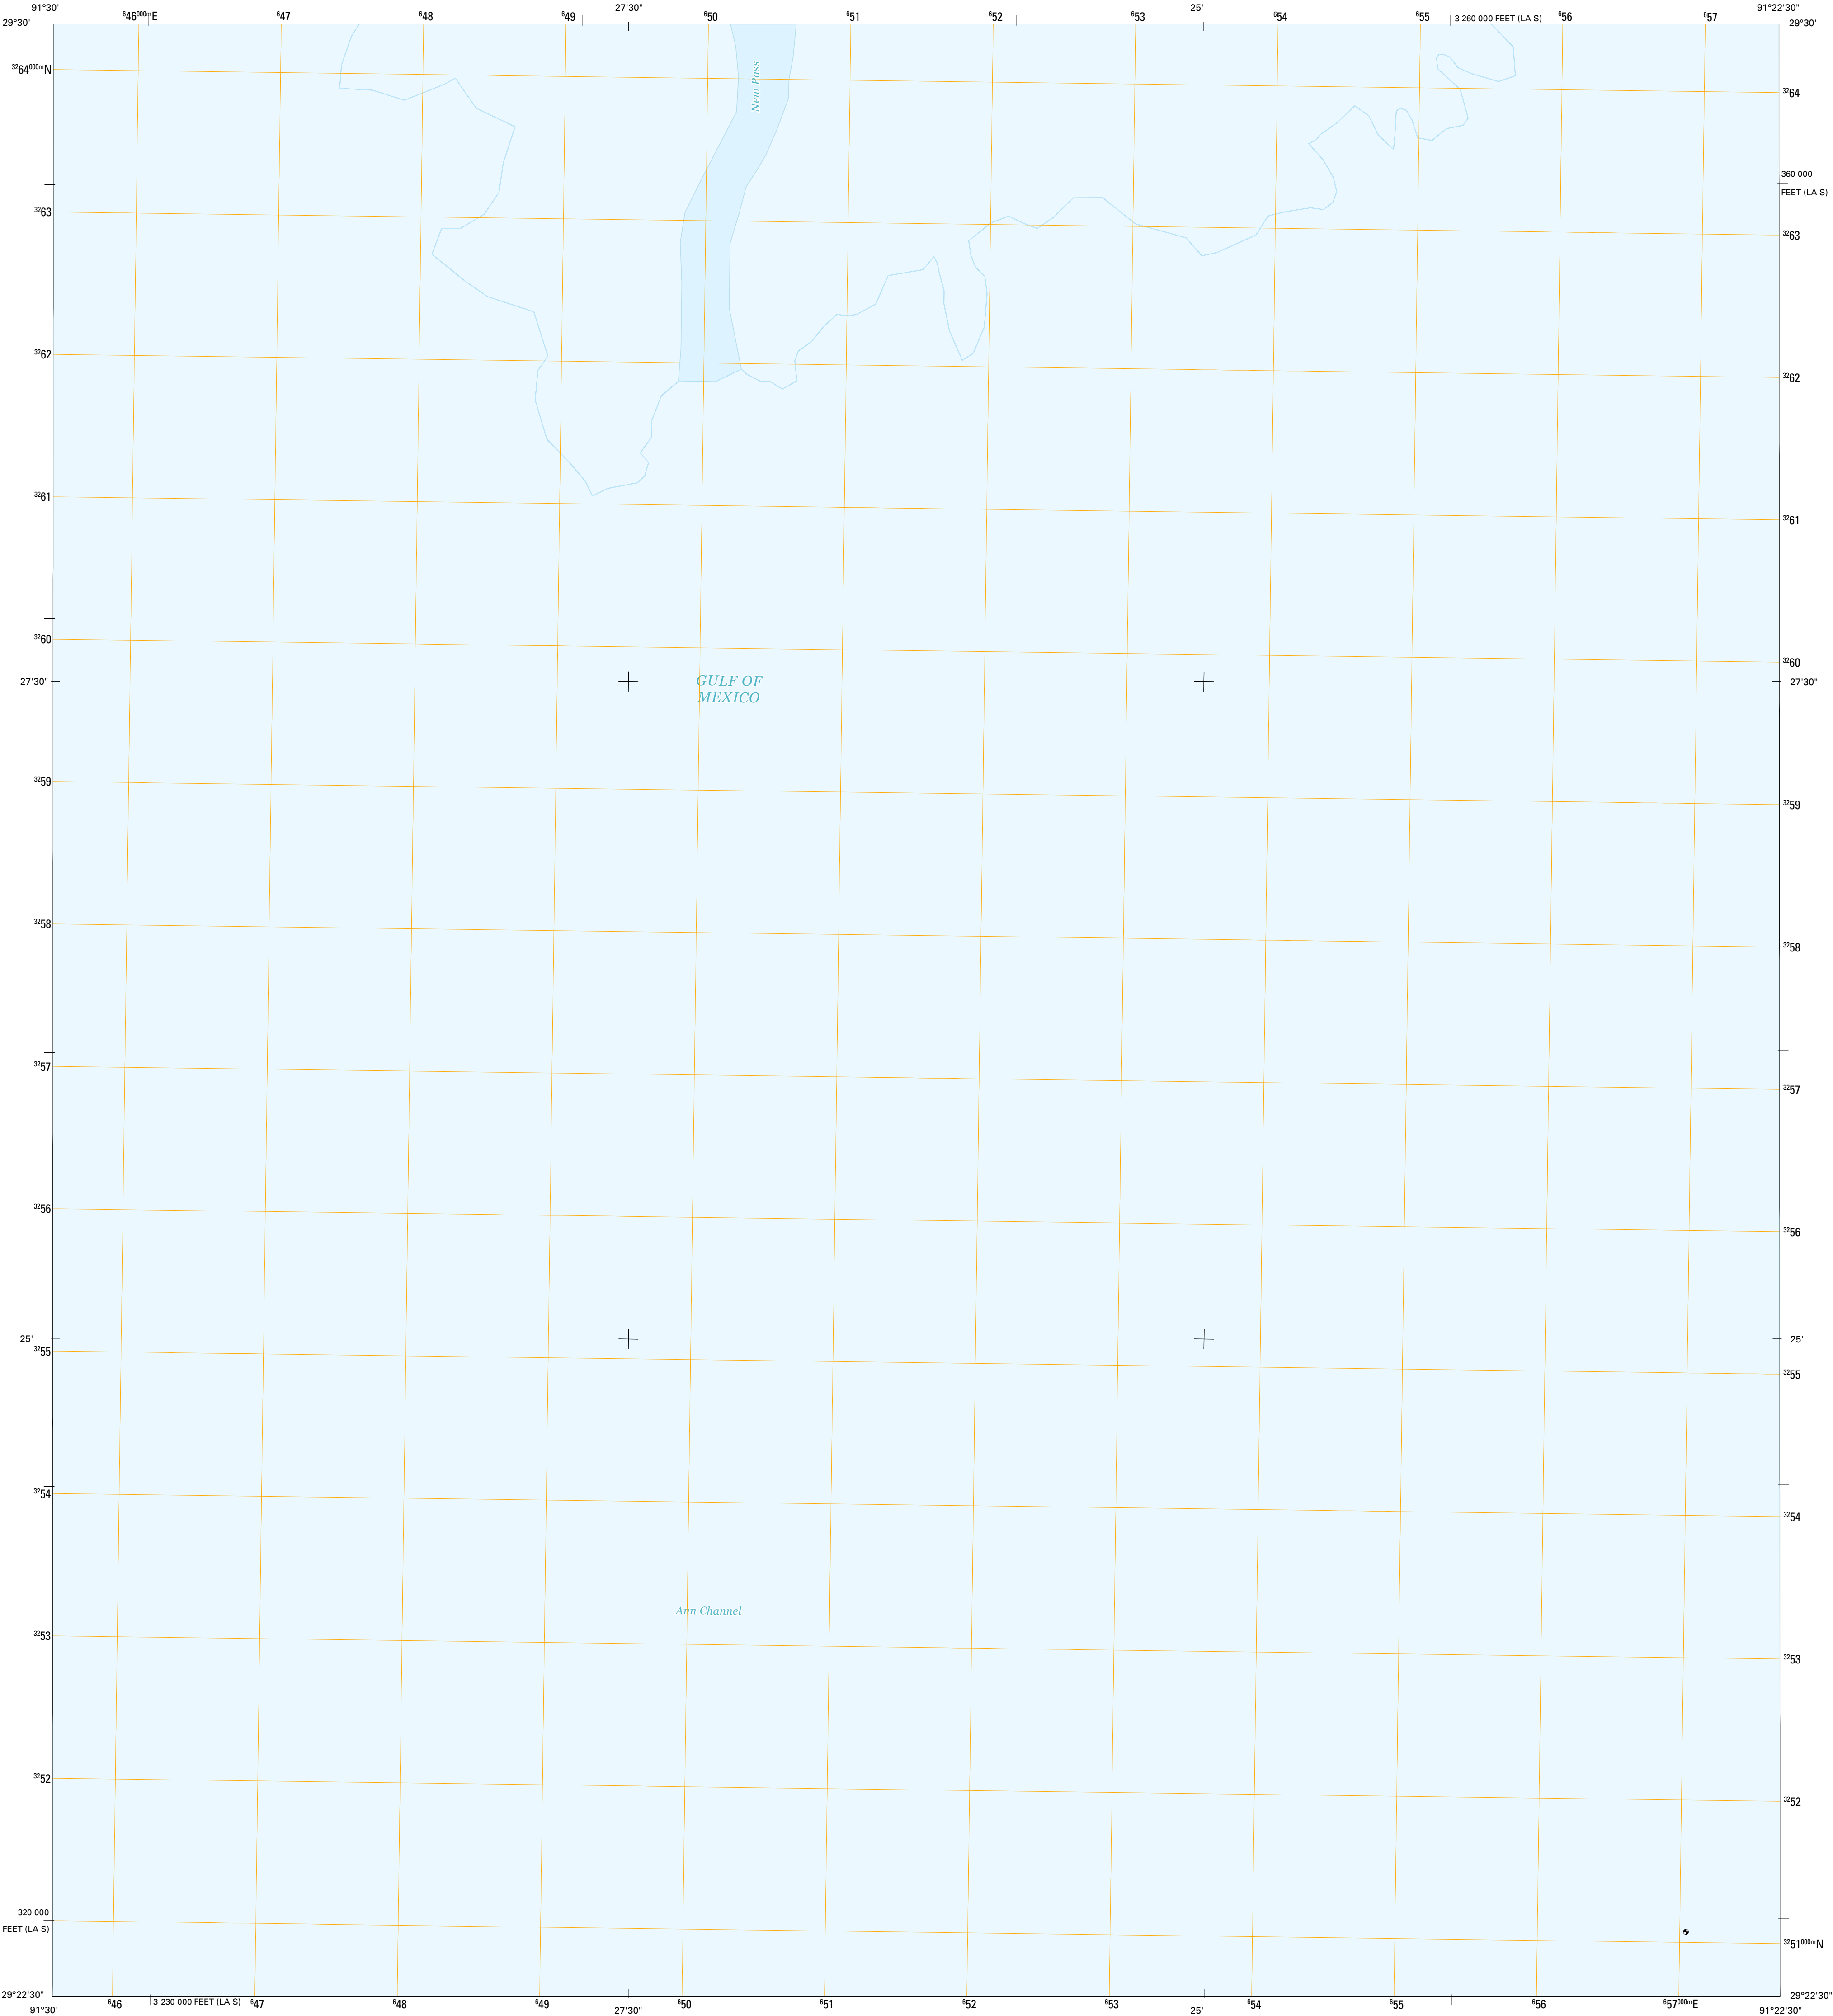 91°30' 27'30" 25' 91°22'30"
⁶46⁰⁰⁰ᵐE ⁶47 ⁶48 ⁶49 ⁶50 ⁶51 ⁶52 ⁶53 ⁶54 ⁶55 3 260 000 FEET (LA S) ⁶56 ⁶57
29°30' 29°30'
³²64⁰⁰⁰ᵐN ³²64
New Pass
360 000
FEET (LA S)
³²63 ³²63
³²62 ³²62
³²61 ³²61
³²60 ³²60
27'30" 27'30"
GULF OF
MEXICO
³²59 ³²59
³²58 ³²58
³²57 ³²57
³²56 ³²56
25' 25'
³²55 ³²55
³²54 ³²54
Ann Channel
³²53 ³²53
³²52 ³²52
320 000
FEET (LA S)
³²51⁰⁰⁰ᵐN
29°22'30" 29°22'30"
⁶46 3 230 000 FEET (LA S) ⁶47 ⁶48 ⁶49 ⁶50 ⁶51 ⁶52 ⁶53 ⁶54 ⁶55 ⁶56 ⁶57⁰⁰⁰ᵐE
91°30' 27'30" 25' 91°22'30"